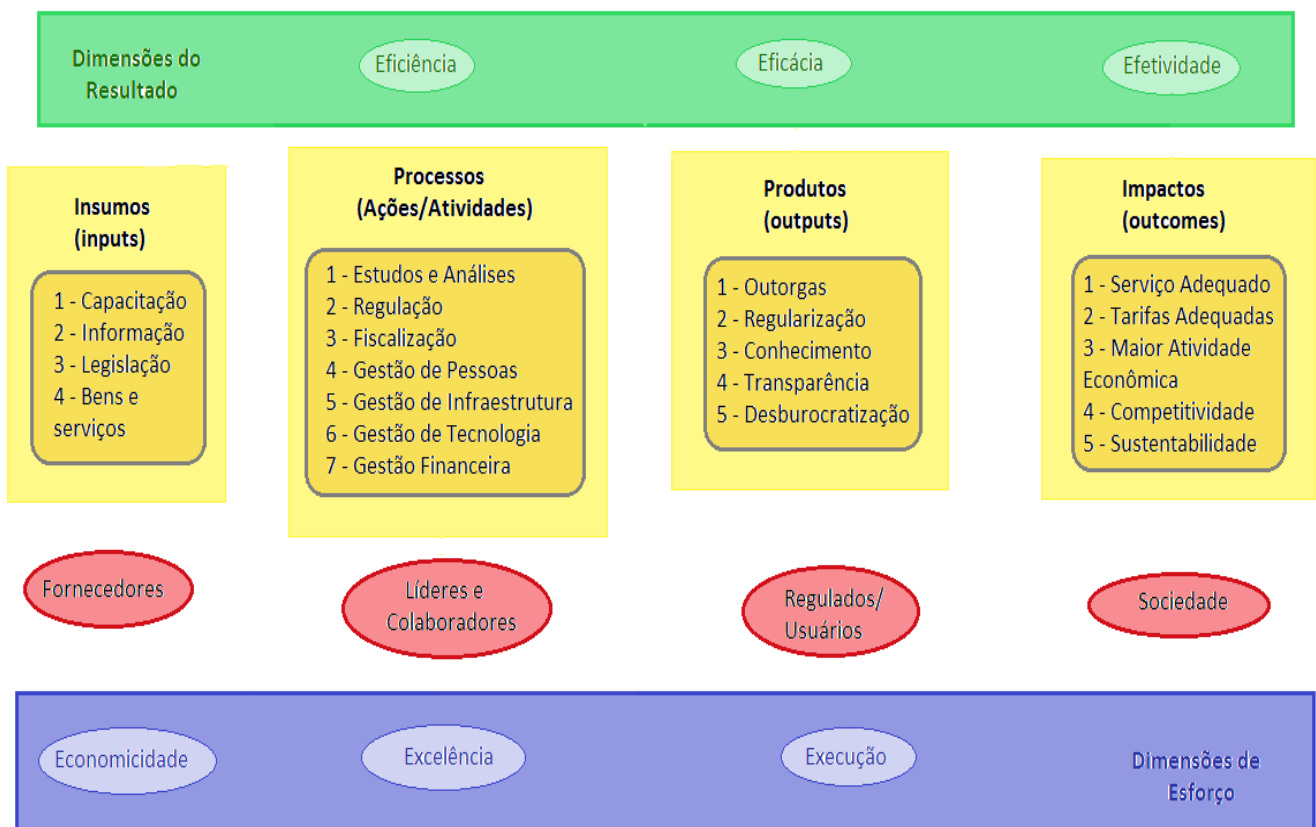 Dimensões do
Resultado
Eficiência
Eficácia
Efetividade
Insumos
(inputs)
1 - Capacitação
2 - Informação
3 - Legislação
4 - Bens e
serviços
Processos
(Ações/Atividades)
1 - Estudos e Análises
2 - Regulação
3 - Fiscalização
4 - Gestão de Pessoas
5 - Gestão de Infraestrutura
6 - Gestão de Tecnologia
7 - Gestão Financeira
Produtos
(outputs)
1 - Outorgas
2 - Regularização
3 - Conhecimento
4 - Transparência
5 - Desburocratização
Impactos
(outcomes)
1 - Serviço Adequado
2 - Tarifas Adequadas
3 - Maior Atividade
Econômica
4 - Competitividade
5 - Sustentabilidade
Fornecedores
Líderes e
Colaboradores
Regulados/
Usuários
Sociedade
Economicidade
Excelência
Execução
Dimensões de
Esforço